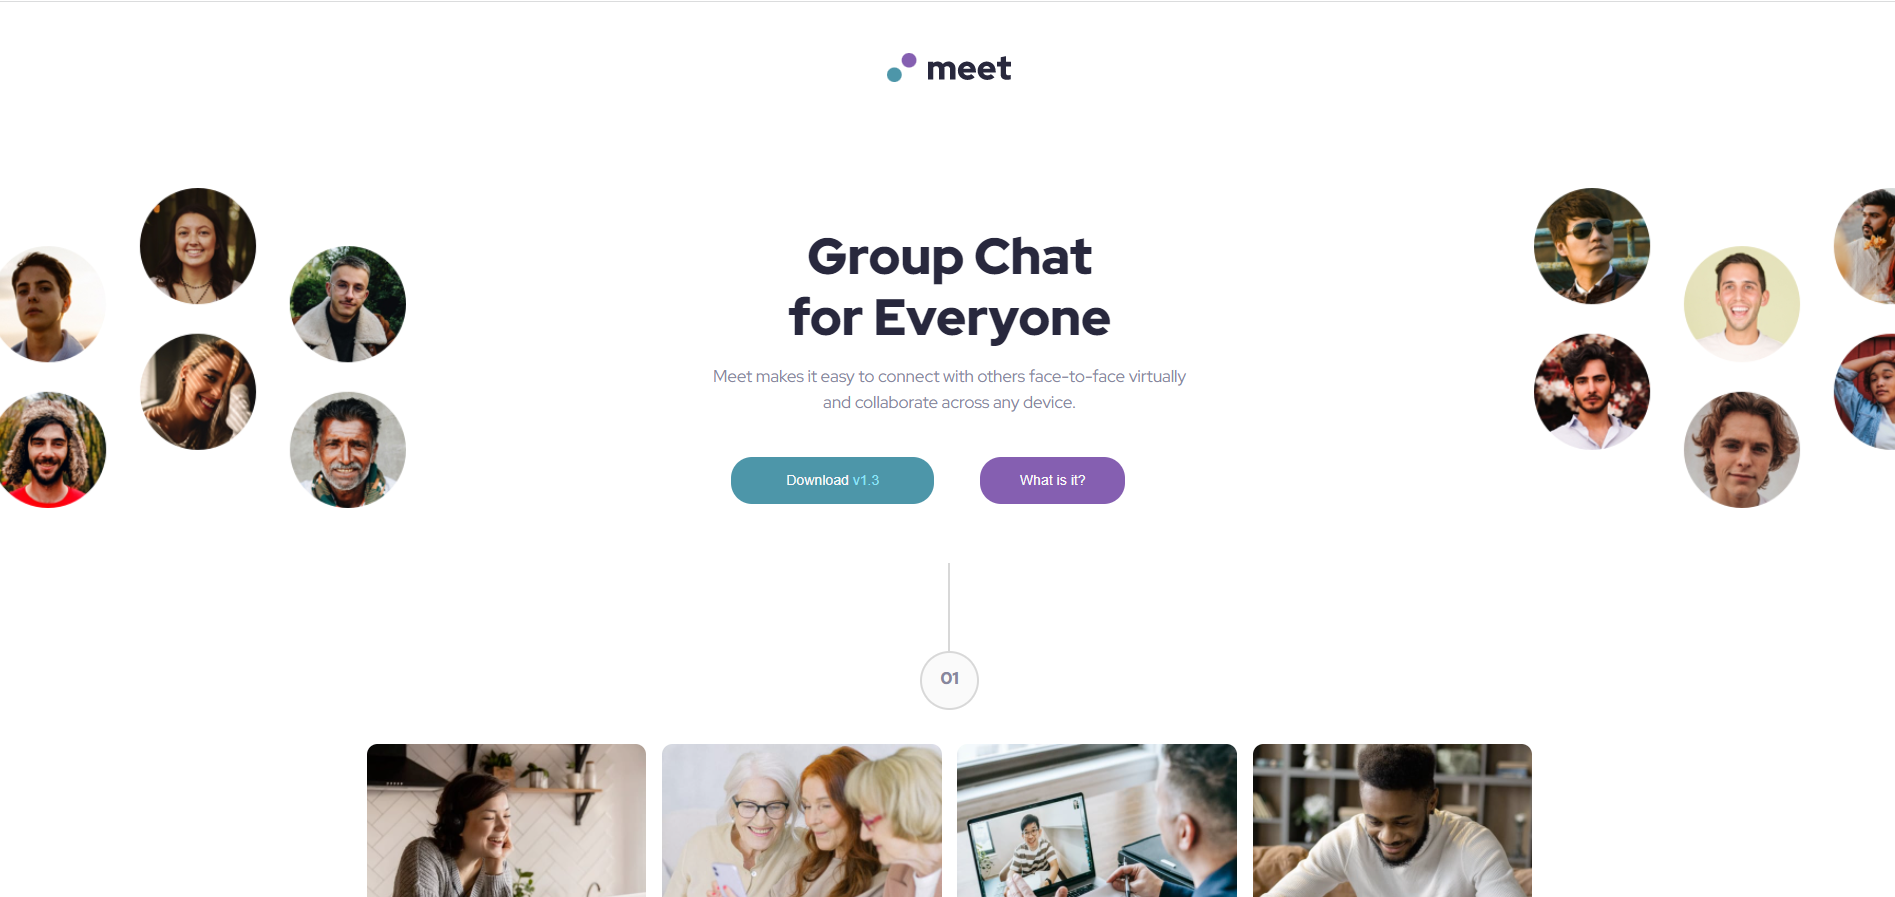 meet
Group Chat
for Everyone
Meet makes it easy to connect with others face-to-face virtually
and collaborate across any device.
Download v1.3
What is it?
01